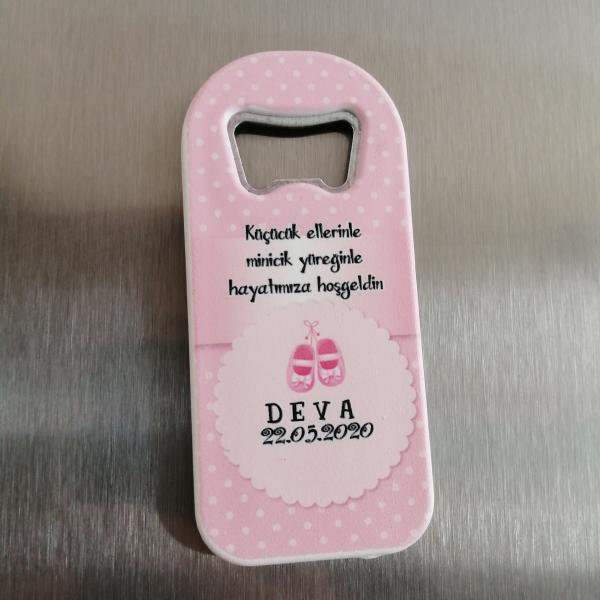 Küçücük ellerinle
minicik yüreğinle
hayatımıza hoşgeldin
DEVA
22.05.2020